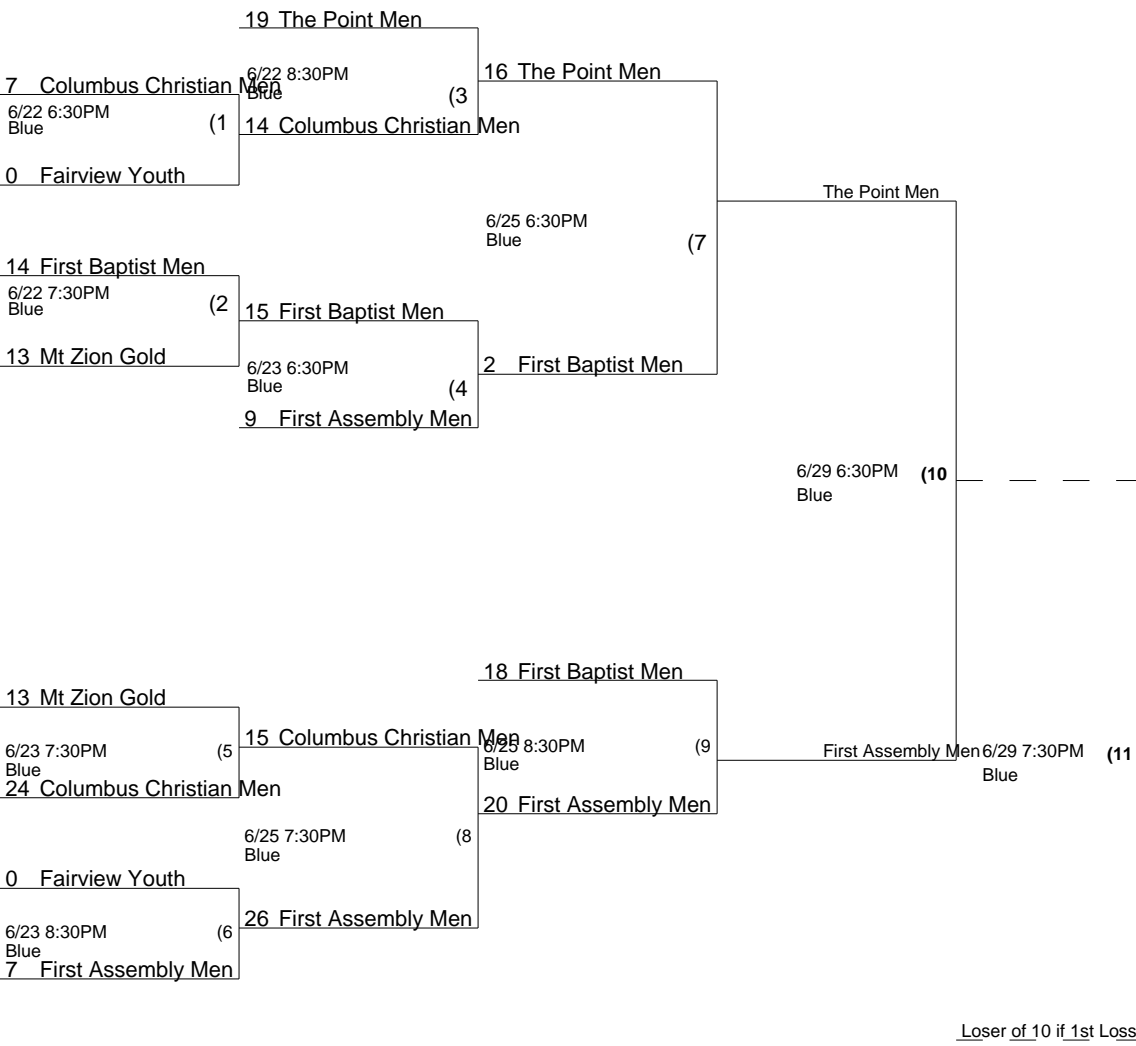 19 The Point Men
6/22 8:30PM
Blue
(3
16 The Point Men
7 Columbus Christian Men
6/22 6:30PM
Blue
(1
14 Columbus Christian Men
0 Fairview Youth
The Point Men
6/25 6:30PM
Blue
(7
14 First Baptist Men
6/22 7:30PM
Blue
(2
15 First Baptist Men
13 Mt Zion Gold
6/23 6:30PM
Blue
(4
2 First Baptist Men
9 First Assembly Men
6/29 6:30PM
Blue
(10
18 First Baptist Men
13 Mt Zion Gold
6/23 7:30PM
Blue
(5
15 Columbus Christian Men
6/25 8:30PM
Blue
(9
First Assembly Men
6/29 7:30PM
Blue
(11
24 Columbus Christian Men
20 First Assembly Men
6/25 7:30PM
Blue
(8
0 Fairview Youth
6/23 8:30PM
Blue
(6
26 First Assembly Men
7 First Assembly Men
Loser of 10 if 1st Loss